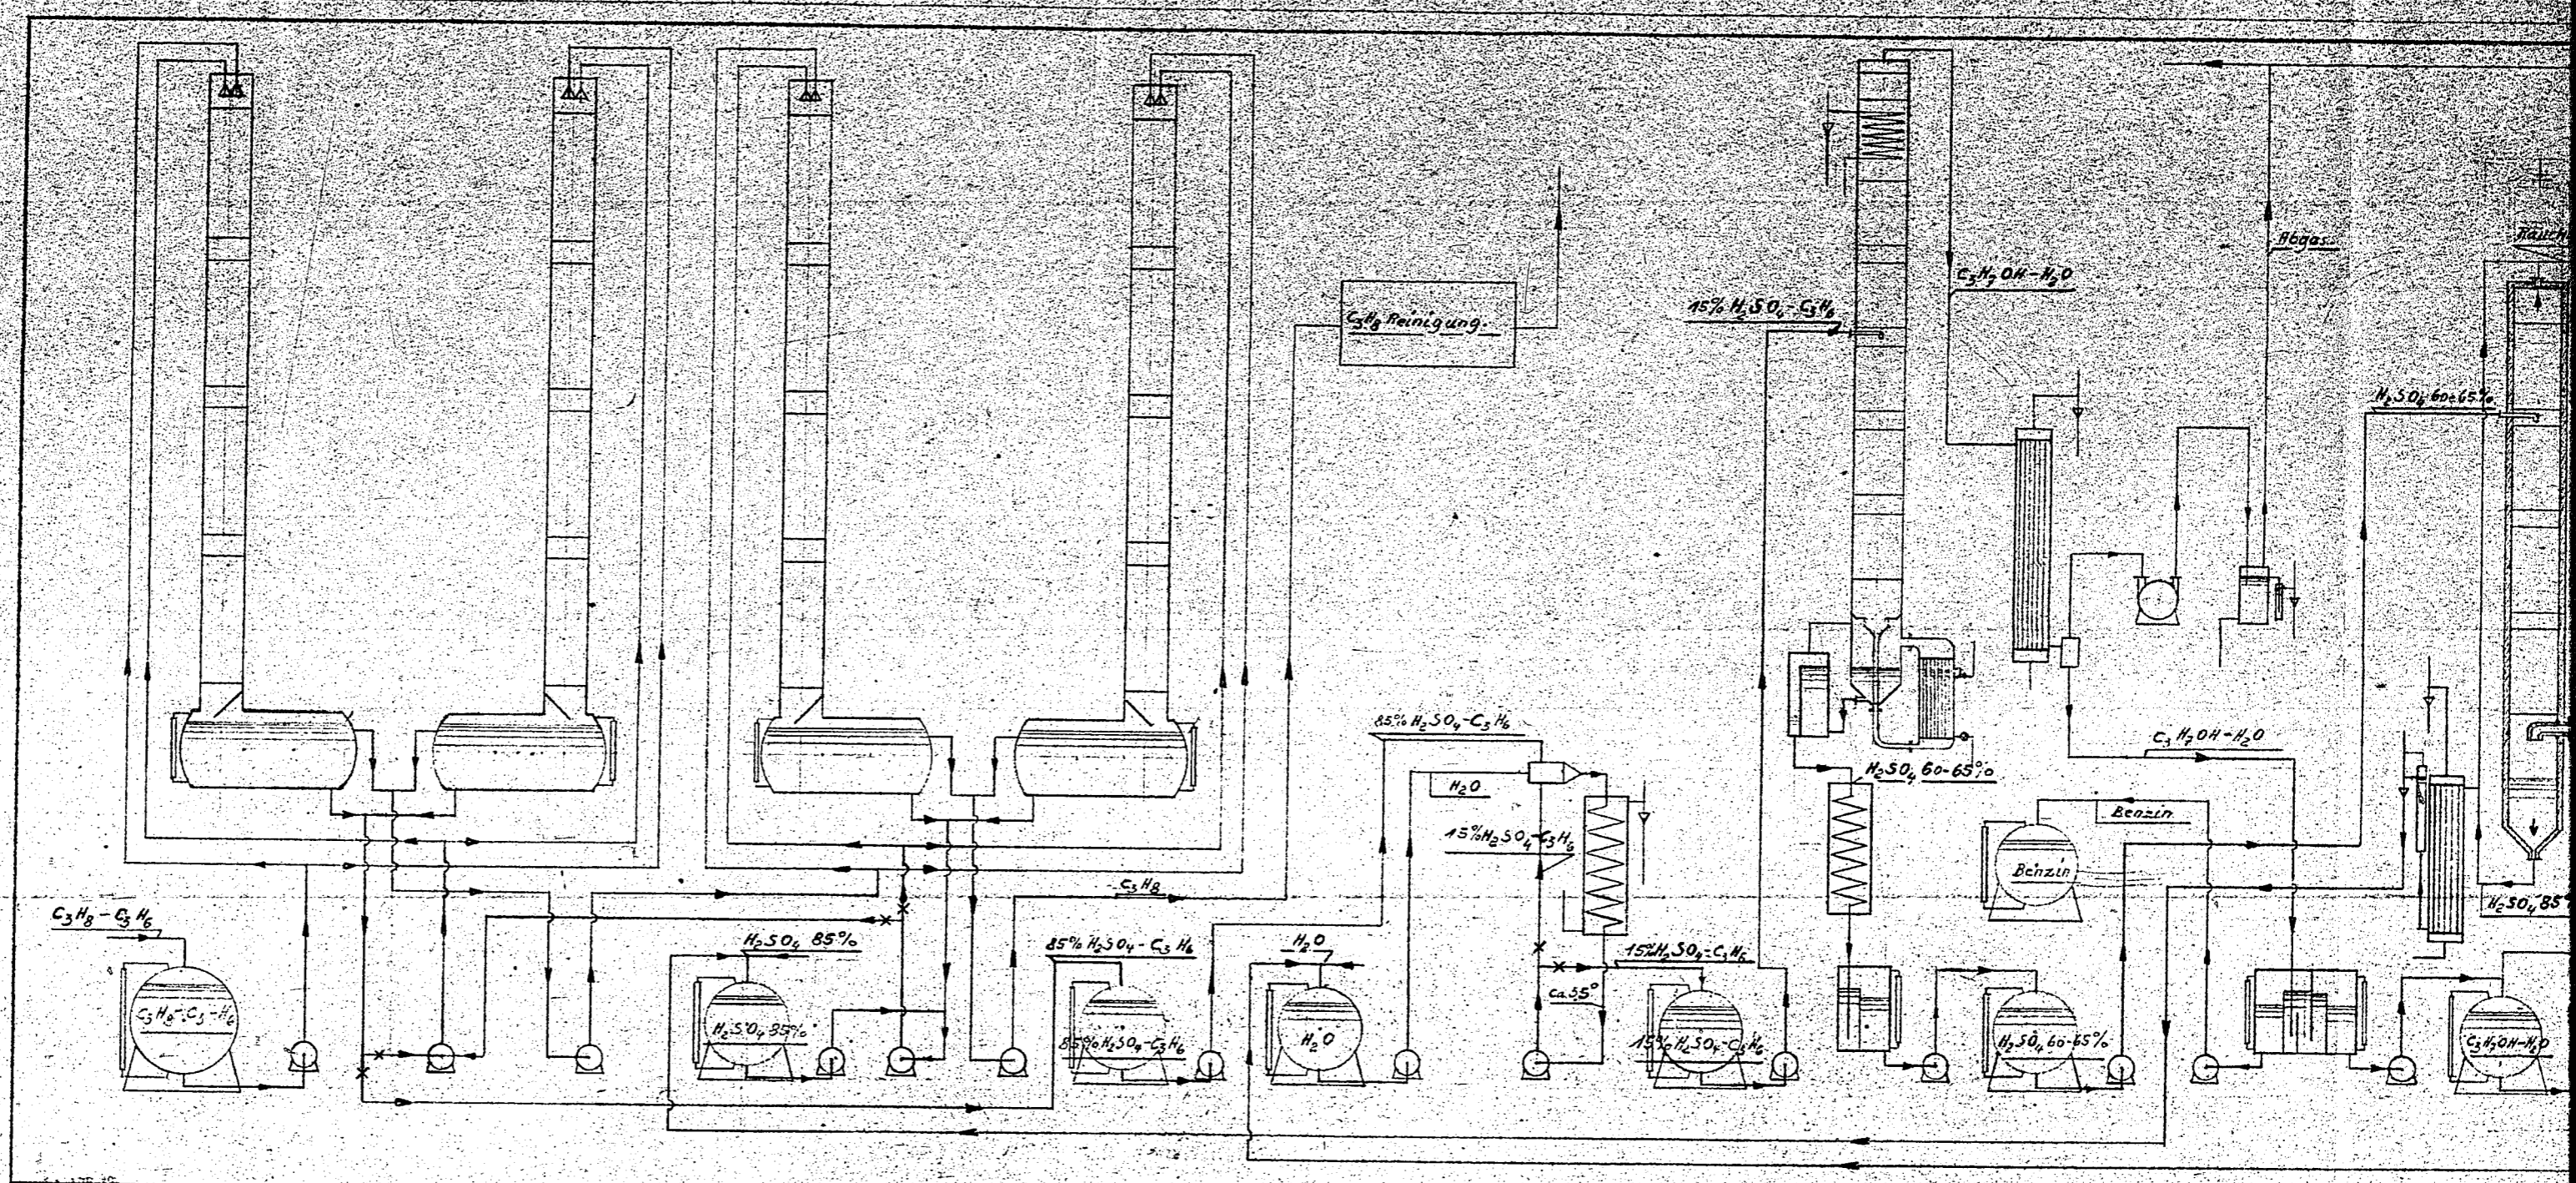 C₃H₈ - C₃H₆
C₃H₈ - C₃ - H₆
H₂SO₄ 85%
H₂SO₄ 85%
85% H₂SO₄ - C₃H₆
85% H₂SO₄ - C₃H₆
C₃H₈
C₃H₈ Reinigung.
H₂O
H₂O
85% H₂SO₄ - C₃H₆
H₂O
15% H₂SO₄ - C₃H₆
ca 55°
15% H₂SO₄ - C₃H₆
15% H₂SO₄ - C₃H₆
15% H₂SO₄ - C₃H₆
C₃H₇OH - H₂O
H₂SO₄ 60-65%
Benzin
Benzin
H₂SO₄ 60-65%
C₃H₇OH - H₂O
Abgas.
H₂SO₄ 60-65%
H₂SO₄ 85
C₃H₇OH - H₂O